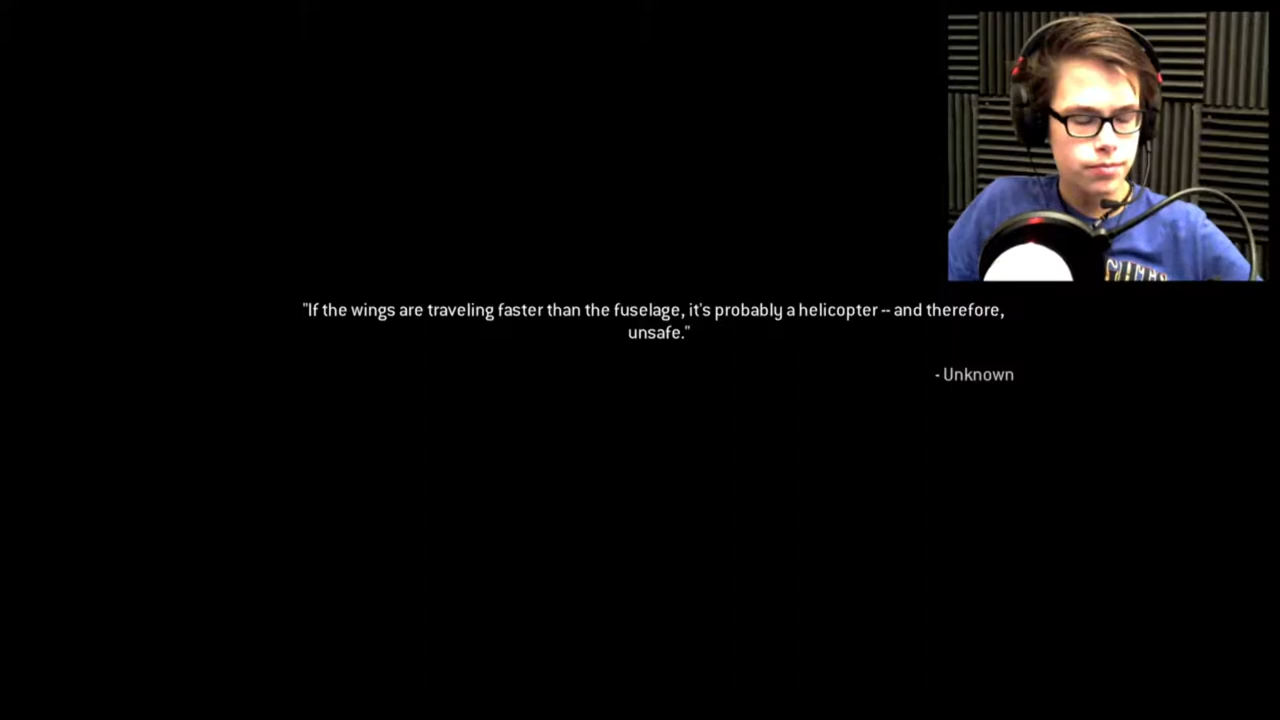 "If the wings are traveling faster than the fuselage, it's probably a helicopter -- and therefore,
unsafe."
- Unknown